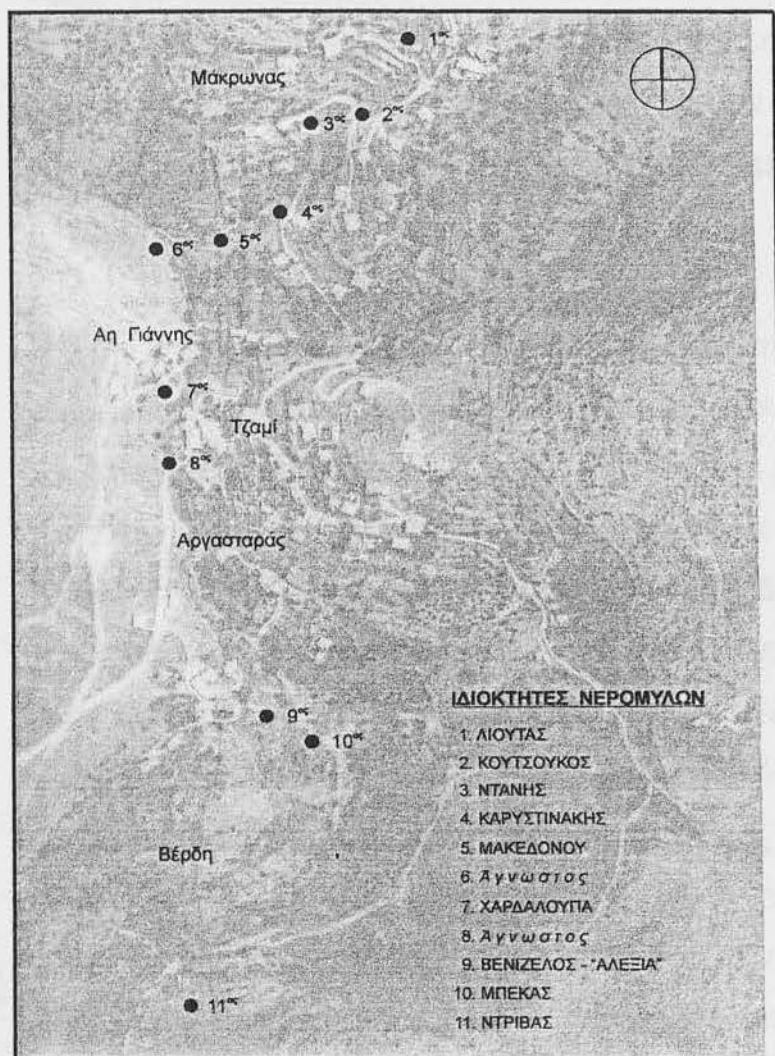 1ος
Μάκρωνας
2ος
3ος
4ος
5ος
6ος
Αη Γιάννης
7ος
Τζαμί
8ος
Αργασταράς
9ος
10ος
Βέρδη
11ος
ΙΔΙΟΚΤΗΤΕΣ ΝΕΡΟΜΥΛΩΝ
1. ΛΙΟΥΤΑΣ
2. ΚΟΥΤΣΟΥΚΟΣ
3. ΝΤΑΝΗΣ
4. ΚΑΡΥΣΤΙΝΑΚΗΣ
5. ΜΑΚΕΔΟΝΟΥ
6. Άγνωστος
7. ΧΑΡΔΑΛΟΥΠΑ
8. Άγνωστος
9. ΒΕΝΙΖΕΛΟΣ - "ΑΛΕΞΙΑ"
10. ΜΠΕΚΑΣ
11. ΝΤΡΙΒΑΣ